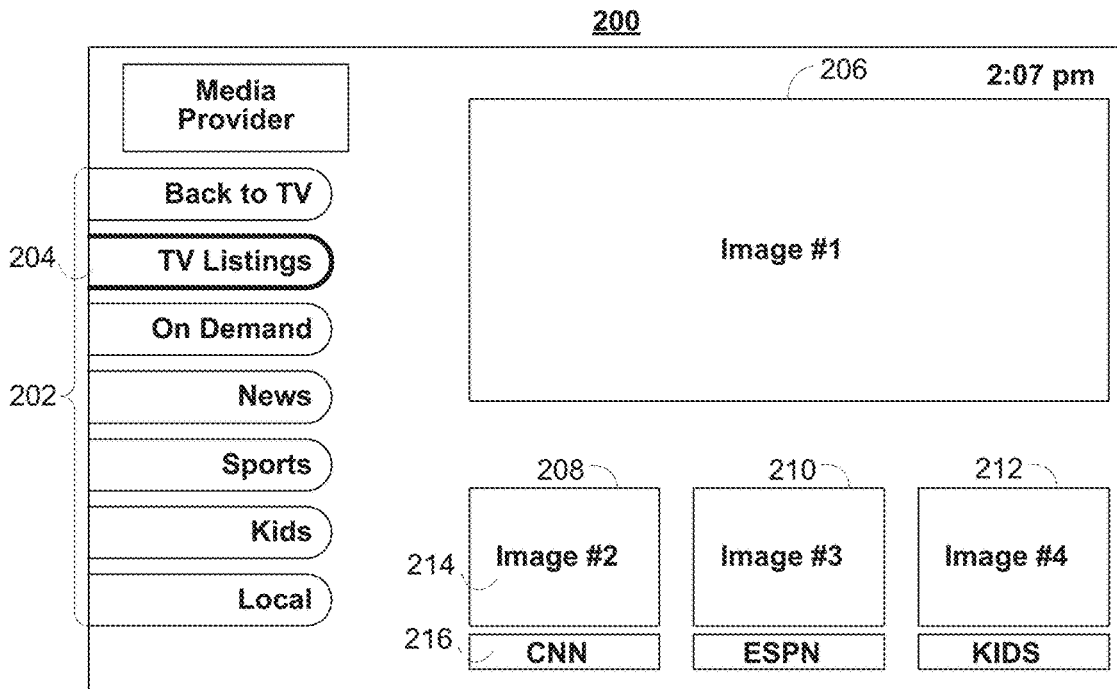 200
Media
Provider
206
2:07 pm
Back to TV
204
TV Listings
Image #1
On Demand
202
News
Sports
208
210
212
Kids
214
Image #2
Image #3
Image #4
Local
216
CNN
ESPN
KIDS